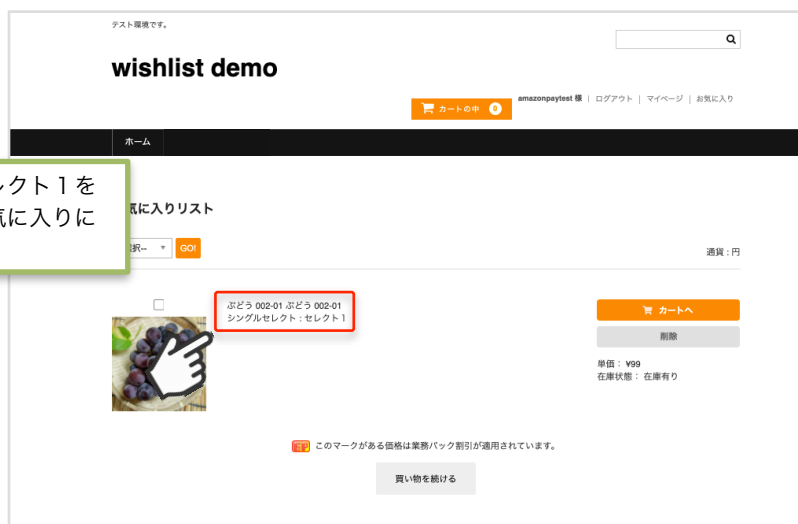 テスト環境です。
wishlist demo
カートの中 0
amazonpaytest 様 | ログアウト | マイページ | お気に入り
ホーム
レクト1を
気に入りに
気に入りリスト
選択-- ▼ GO!
通貨 : 円
ぶどう 002-01 ぶどう 002-01
シングルセレクト : セレクト1
カートへ
削除
単価 : ¥99
在庫状態 : 在庫有り
このマークがある価格は業務パック割引が適用されています。
買い物を続ける